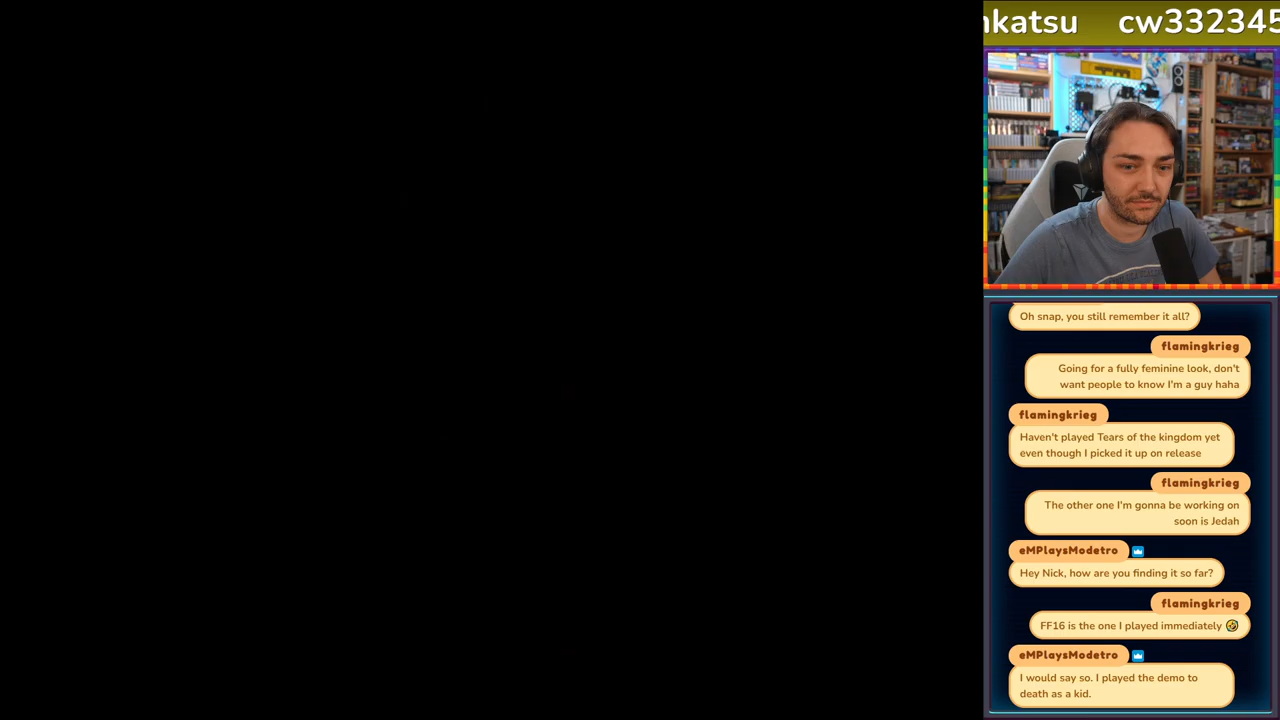 nkatsu cw332345
Oh snap, you still remember it all?
flamingkrieg
Going for a fully feminine look, don't
want people to know I'm a guy haha
flamingkrieg
Haven't played Tears of the kingdom yet
even though I picked it up on release
flamingkrieg
The other one I'm gonna be working on
soon is Jedah
eMPlaysModetro
Hey Nick, how are you finding it so far?
flamingkrieg
FF16 is the one I played immediately 🤣
eMPlaysModetro
I would say so. I played the demo to
death as a kid.